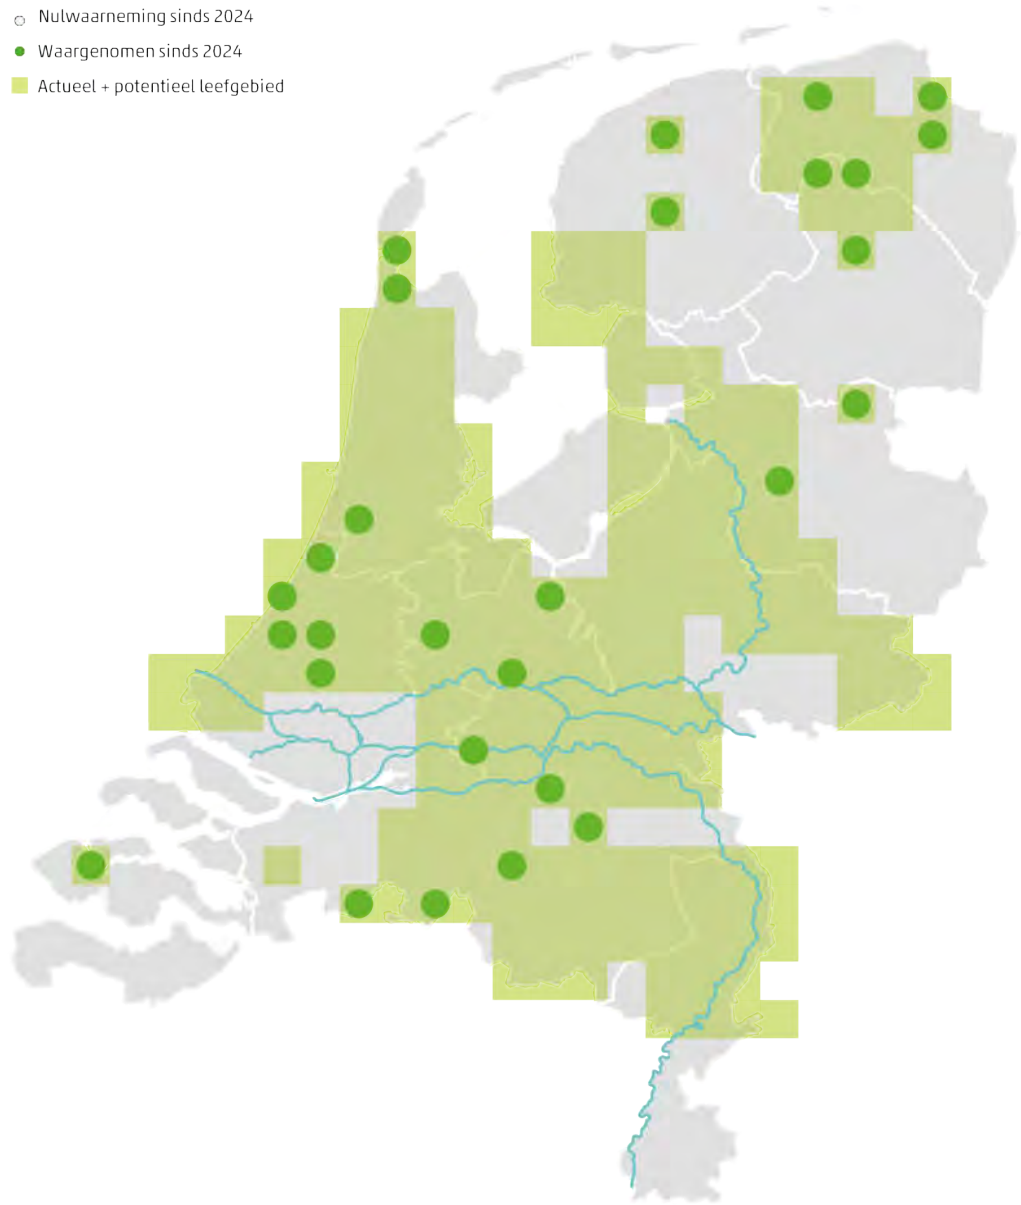 Nulwaarneming sinds 2024
Waargenomen sinds 2024
Actueel + potentieel leefgebied